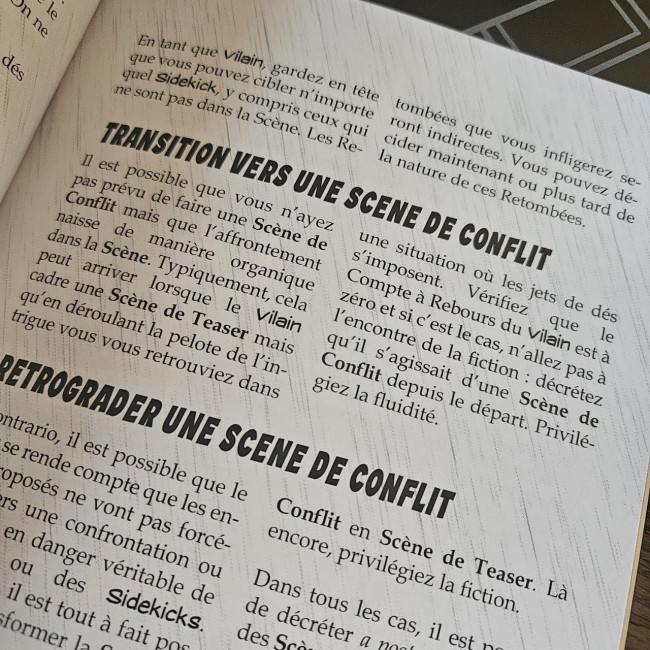 le
On ne
dés
En tant que Vilain, gardez en tête
que vous pouvez cibler n'importe
quel Sidekick, y compris ceux qui
ne sont pas dans la Scène. Les Re-
tombées que vous infligerez se-
ront indirectes. Vous pouvez dé-
cider maintenant ou plus tard de
la nature de ces Retombées.
TRANSITION VERS UNE SCENE DE CONFLIT
Il est possible que vous n'ayez
pas prévu de faire une Scène de
Conflit mais que l'affrontement
naisse de manière organique
dans la Scène. Typiquement, cela
peut arriver lorsque le Vilain
cadre une Scène de Teaser mais
qu'en déroulant la pelote de l'in-
trigue vous vous retrouviez dans
une situation où les jets de dés
s'imposent. Vérifiez que le
Compte à Rebours du Vilain est à
zéro et si c'est le cas, n'allez pas à
l'encontre de la fiction : décrétez
qu'il s'agissait d'une Scène de
Conflit depuis le départ. Privilé-
giez la fluidité.
RETROGRADER UNE SCENE DE CONFLIT
contrario, il est possible que le
se rende compte que les en-
roposés ne vont pas forcé-
ers une confrontation ou
en danger véritable de
ou des Sidekicks.
il est tout à fait pos
sformer la
Conflit en Scène de Teaser. Là
encore, privilégiez la fiction.
Dans tous les cas, il est
de décréter a
des